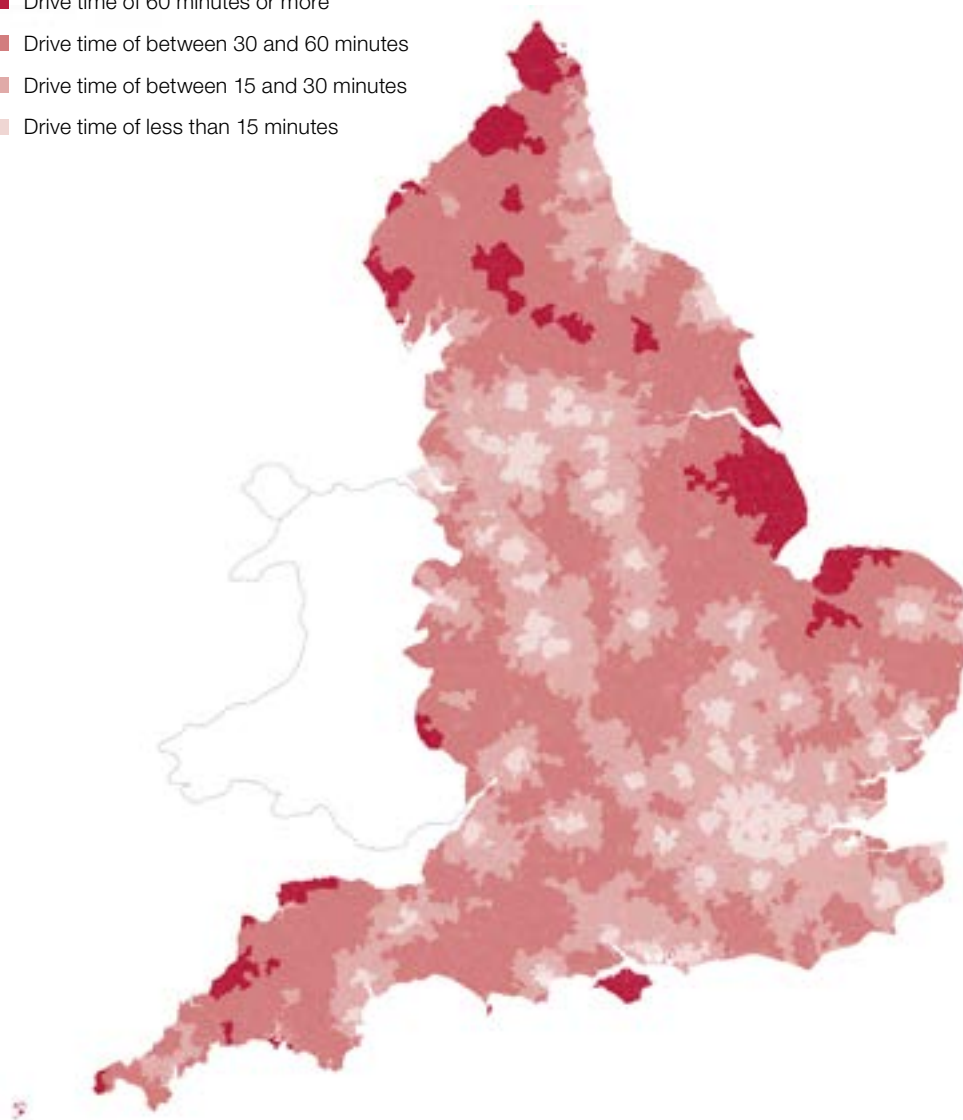 Drive time of 60 minutes or more
Drive time of between 30 and 60 minutes
Drive time of between 15 and 30 minutes
Drive time of less than 15 minutes